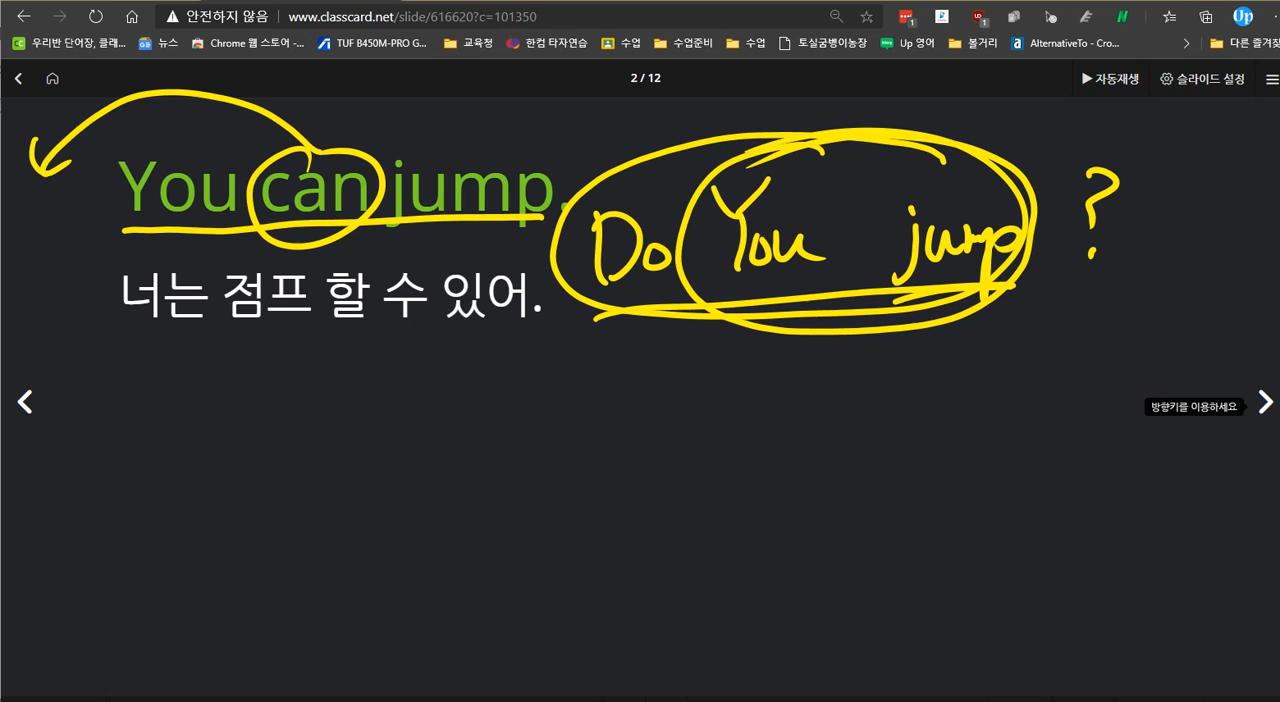 안전하지 않음 www.classcard.net/slide/616620?c=101350
1 UD 1 N Up
우리반 단어장, 클래... 뉴스 Chrome 웹 스토어 -... TUF B450M-PRO G... 교육청 한컴 타자연습 수업 수업준비 수업 토실굼벵이농장 Up 영어 볼거리 AlternativeTo - Cro... 다른 즐겨찾
2 / 12 자동재생 슬라이드 설정
You can jump. Do You jump ?
너는 점프 할 수 있어.
방향키를 이용하세요